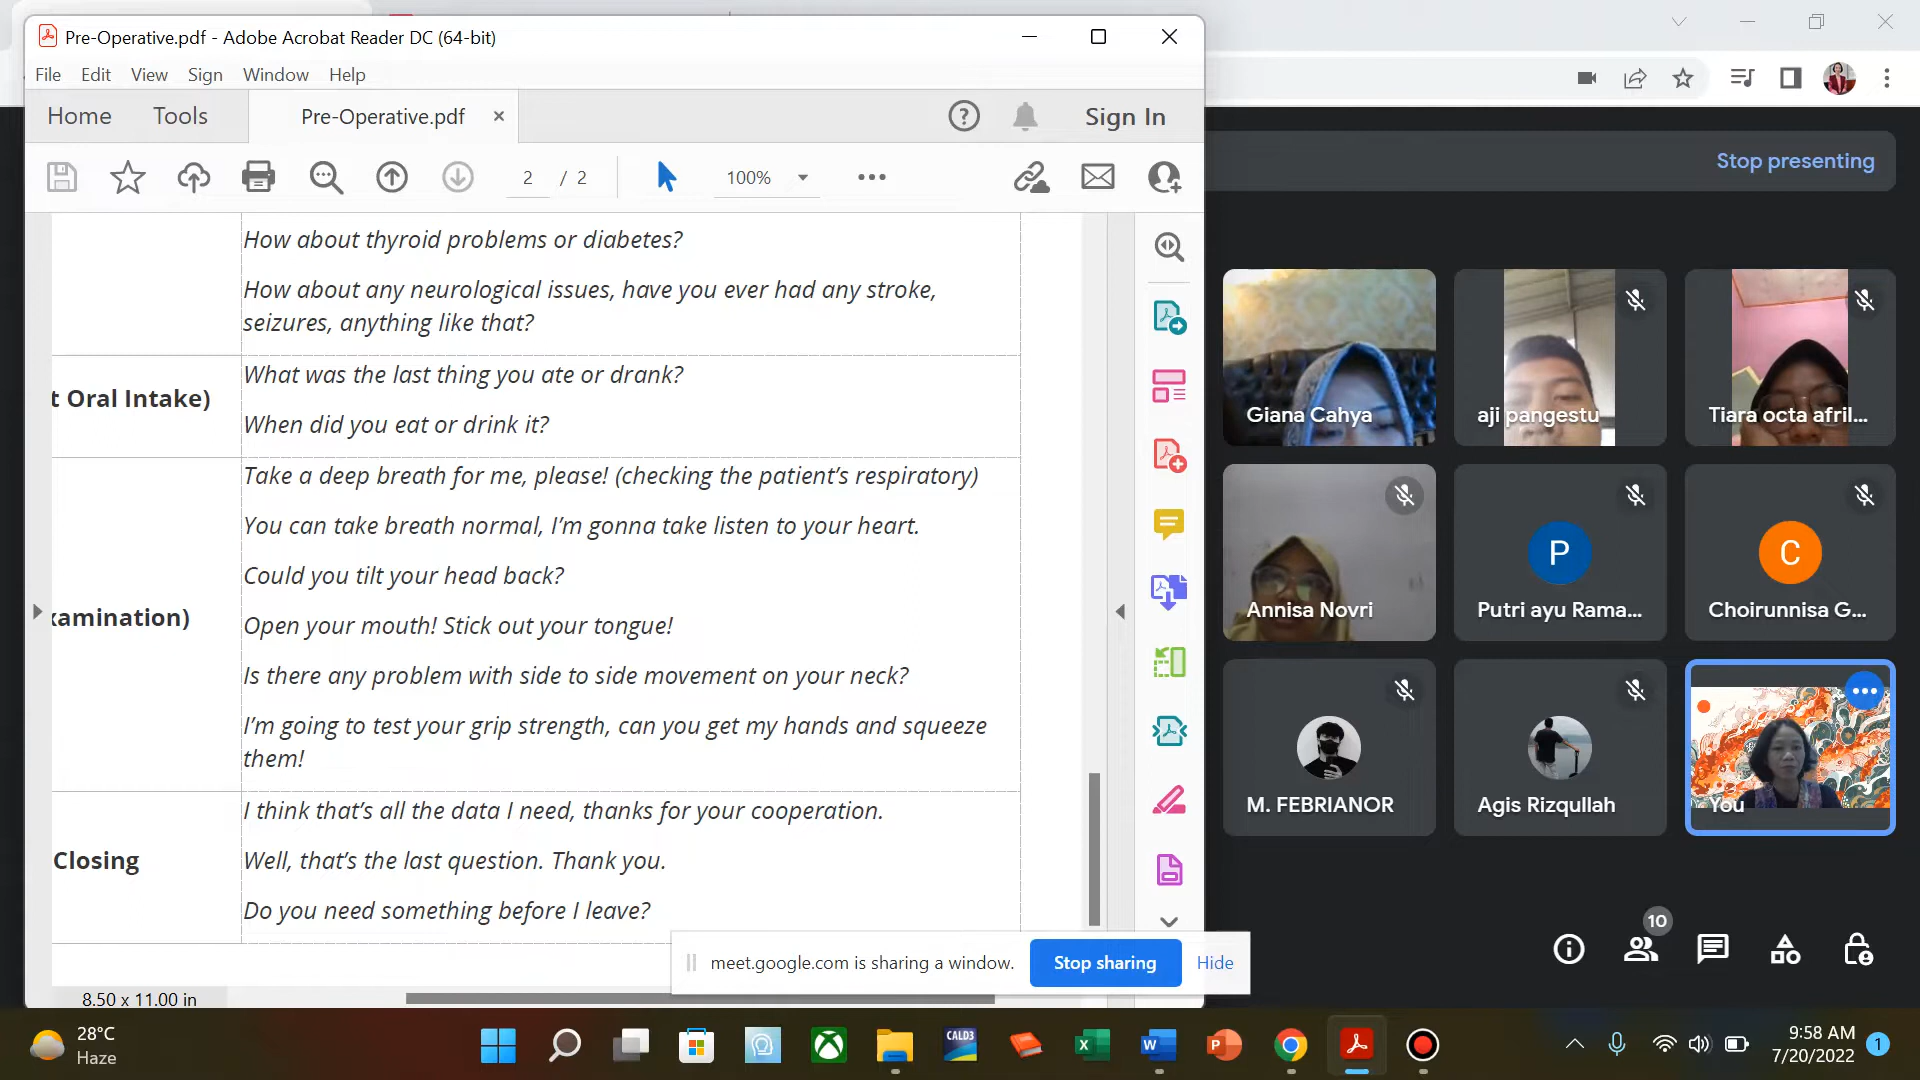 Pre-Operative.pdf - Adobe Acrobat Reader DC (64-bit)
File Edit View Sign Window Help
Home Tools Pre-Operative.pdf × Sign In
2 / 2 100%
Stop presenting
How about thyroid problems or diabetes?
How about any neurological issues, have you ever had any stroke,
seizures, anything like that?
t Oral Intake)
What was the last thing you ate or drank?
When did you eat or drink it?
xamination)
Take a deep breath for me, please! (checking the patient's respiratory)
You can take breath normal, I'm gonna take listen to your heart.
Could you tilt your head back?
Open your mouth! Stick out your tongue!
Is there any problem with side to side movement on your neck?
I'm going to test your grip strength, can you get my hands and squeeze
them!
Closing
I think that's all the data I need, thanks for your cooperation.
Well, that's the last question. Thank you.
Do you need something before I leave?
8.50 x 11.00 in
Giana Cahya
aji pangestu
Tiara octa afril...
Annisa Novri
P
Putri ayu Rama...
C
Choirunnisa G...
M. FEBRIANOR
Agis Rizqullah
You
10
meet.google.com is sharing a window. Stop sharing Hide
28°C
Haze
CALD3
W
P
9:58 AM
7/20/2022
1